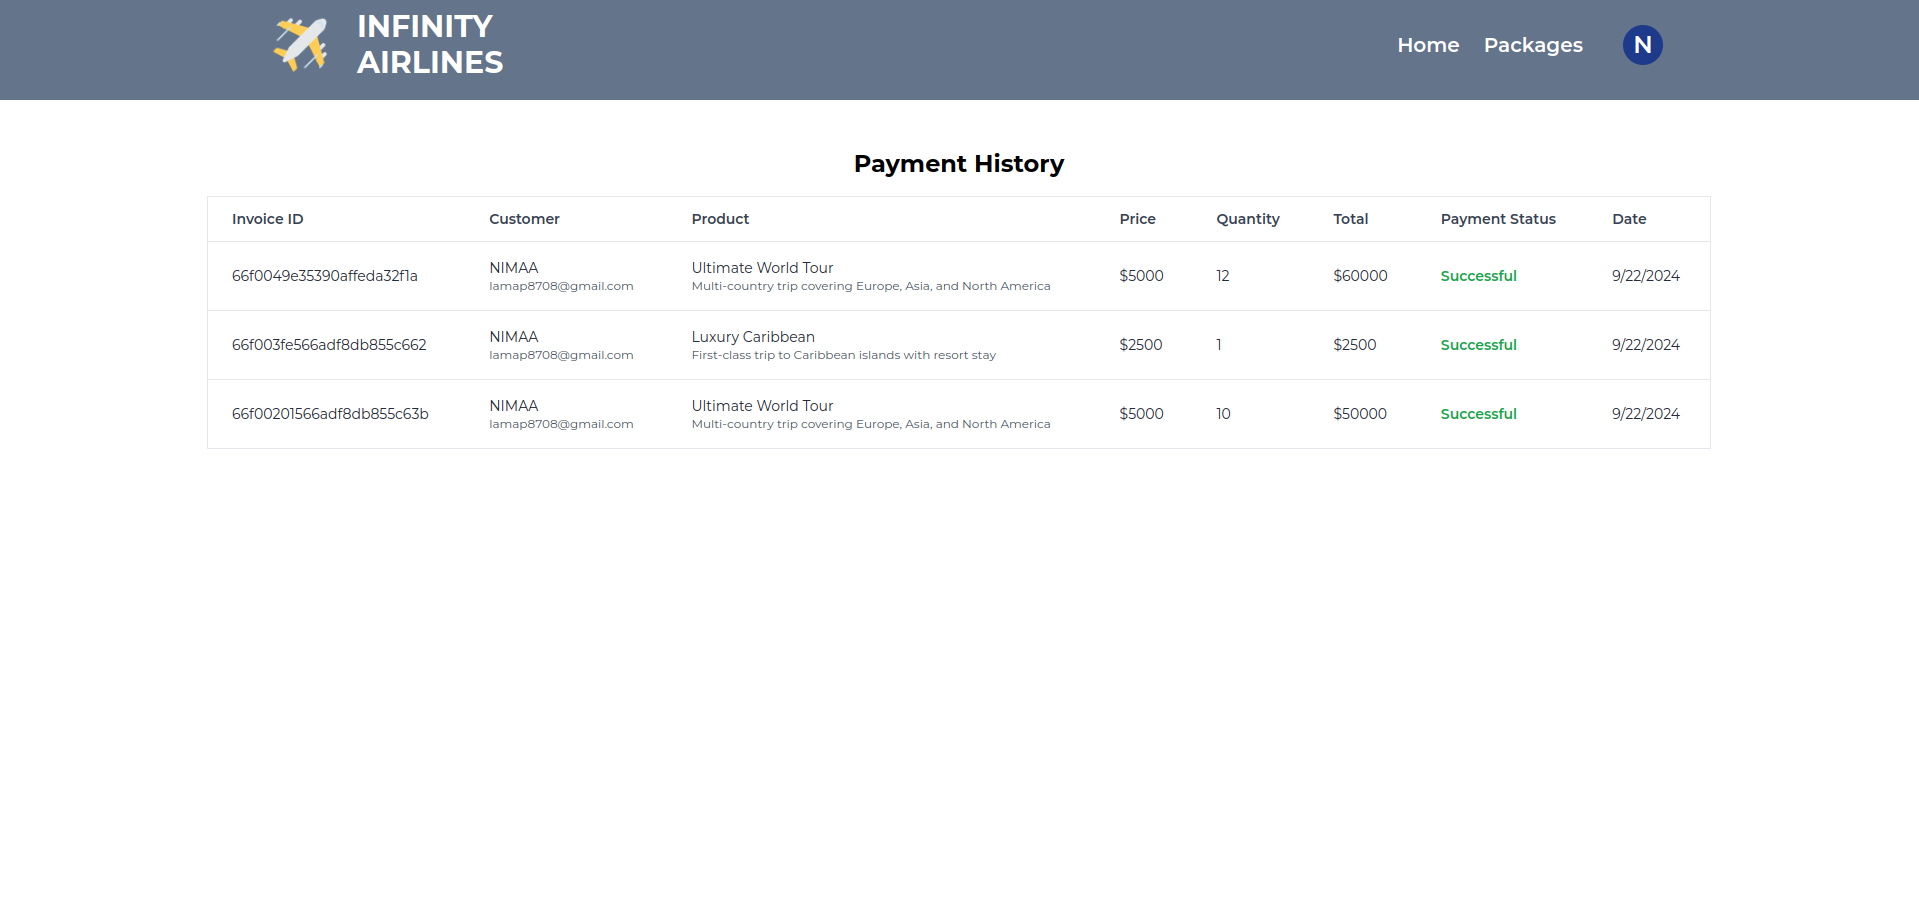 INFINITY
AIRLINES
Home Packages N
Payment History
Invoice ID Customer Product Price Quantity Total Payment Status Date
66f0049e35390affeda32f1a NIMAA Ultimate World Tour $5000 12 $60000 Successful 9/22/2024
lamap8708@gmail.com Multi-country trip covering Europe, Asia, and North America
66f003fe566adf8db855c662 NIMAA Luxury Caribbean $2500 1 $2500 Successful 9/22/2024
lamap8708@gmail.com First-class trip to Caribbean islands with resort stay
66f00201566adf8db855c63b NIMAA Ultimate World Tour $5000 10 $50000 Successful 9/22/2024
lamap8708@gmail.com Multi-country trip covering Europe, Asia, and North America